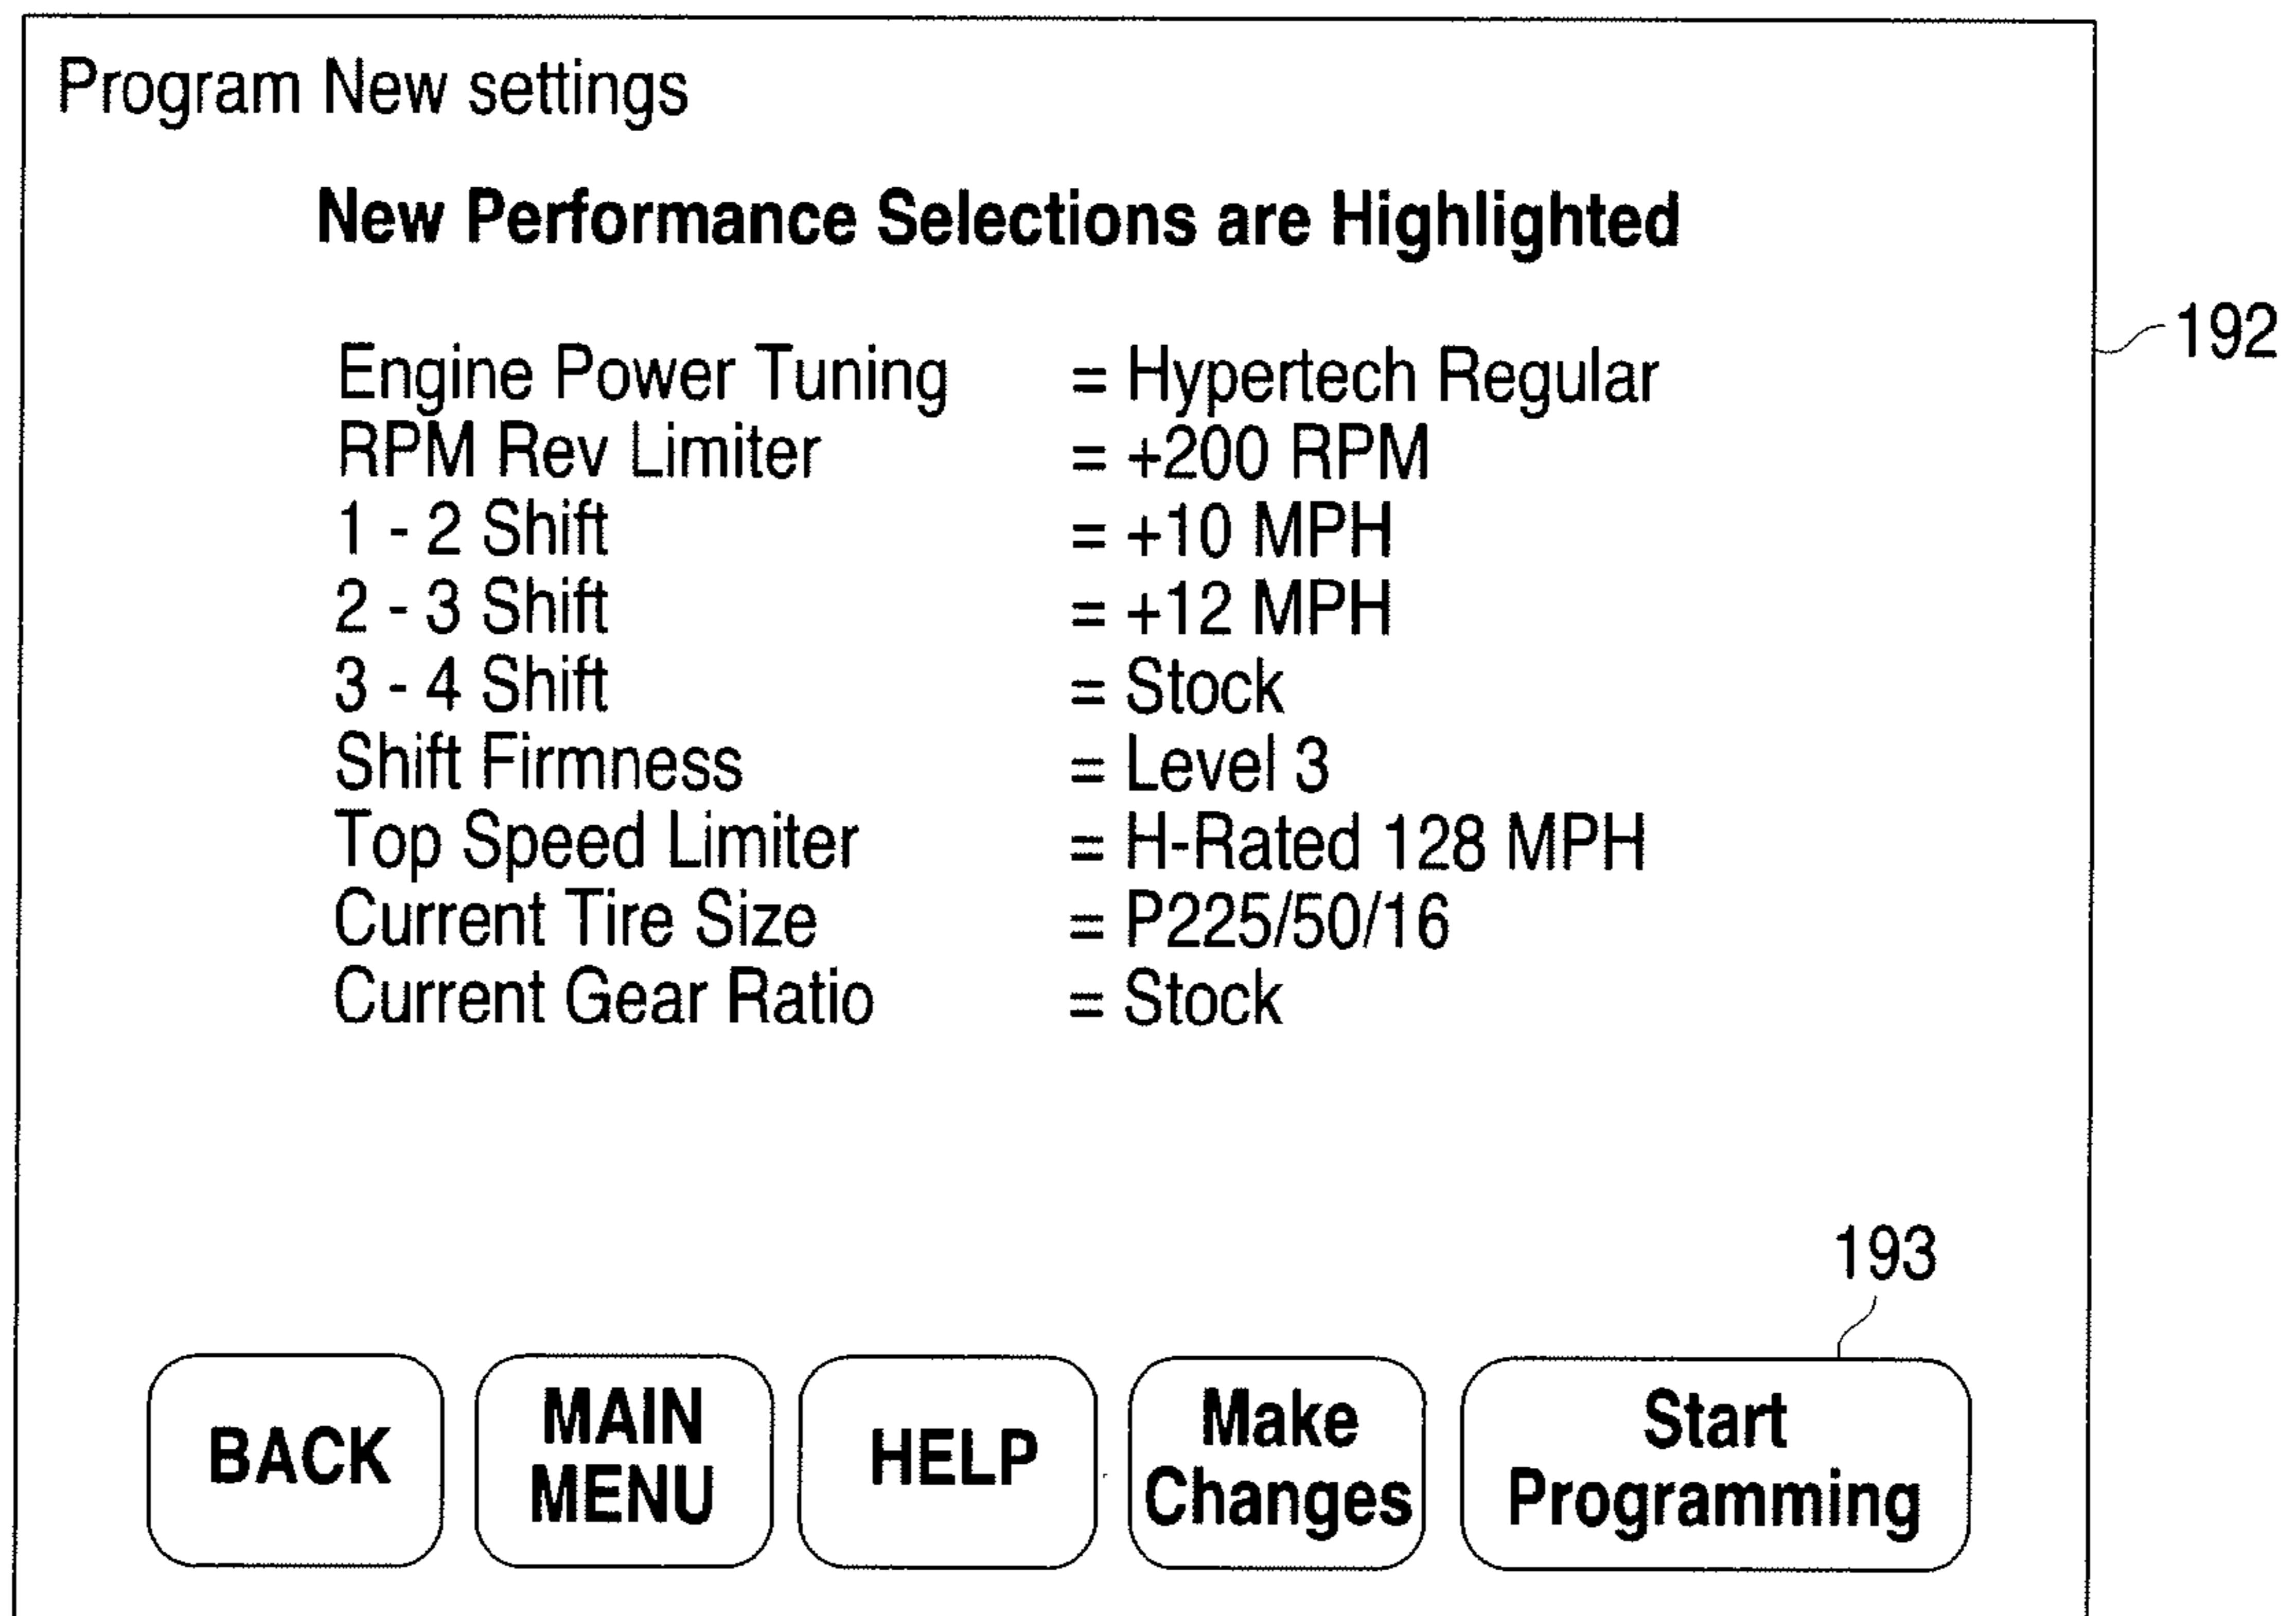 Program New settings
New Performance Selections are Highlighted
192
Engine Power Tuning = Hypertech Regular
RPM Rev Limiter = +200 RPM
1 - 2 Shift = +10 MPH
2 - 3 Shift = +12 MPH
3 - 4 Shift = Stock
Shift Firmness = Level 3
Top Speed Limiter = H-Rated 128 MPH
Current Tire Size = P225/50/16
Current Gear Ratio = Stock
193
BACK
MAIN
MENU
HELP
Make
Changes
Start
Programming